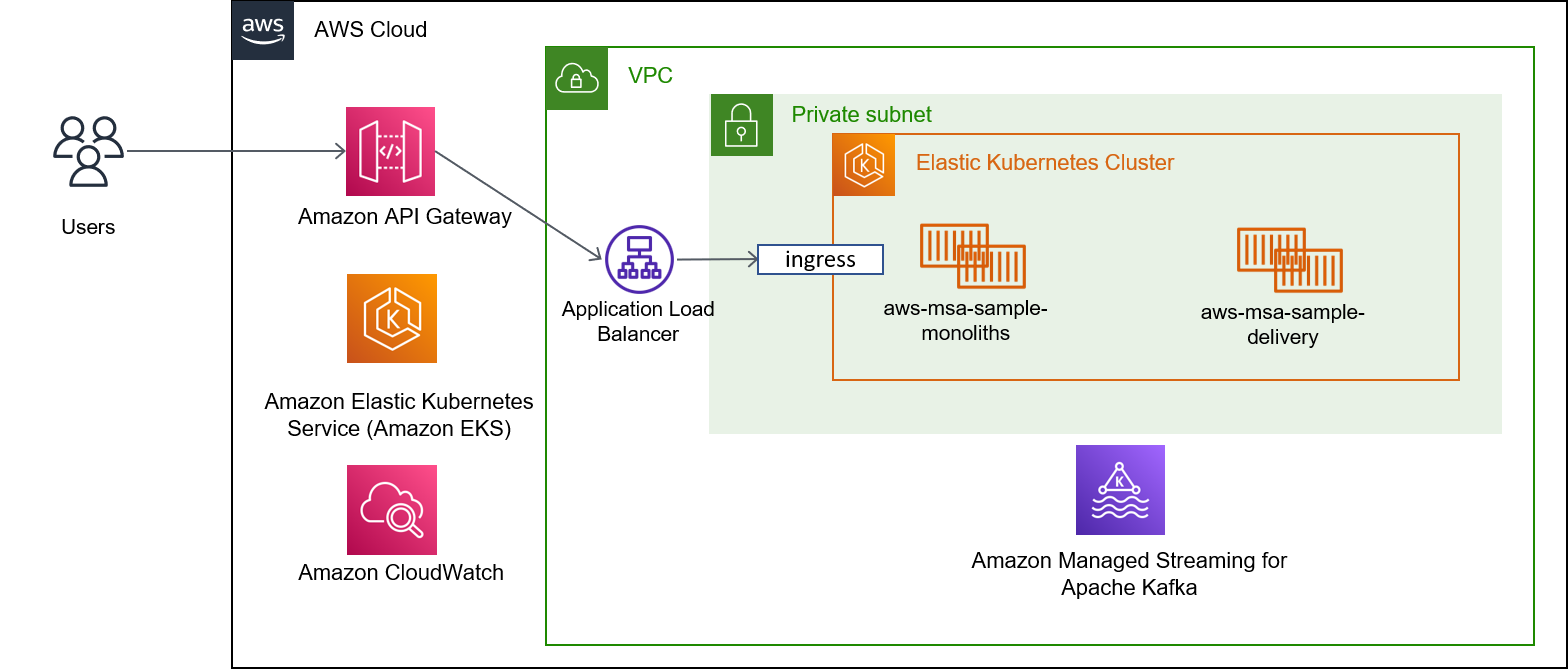 aws
AWS Cloud
VPC
Private subnet
Elastic Kubernetes Cluster
K
</>
Amazon API Gateway
Users
ingress
Application Load
Balancer
aws-msa-sample-
monoliths
aws-msa-sample-
delivery
K
Amazon Elastic Kubernetes
Service (Amazon EKS)
K
Amazon Managed Streaming for
Apache Kafka
Amazon CloudWatch